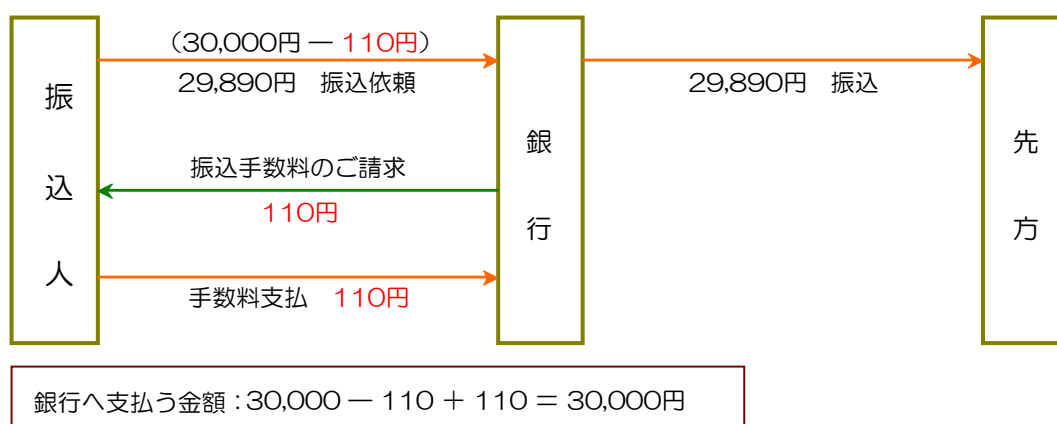 振込人
（30,000円 ― 110円）
29,890円　振込依頼
振込手数料のご請求
110円
手数料支払　110円
銀行
29,890円　振込
先方
銀行へ支払う金額：30,000 ― 110 ＋ 110 ＝ 30,000円